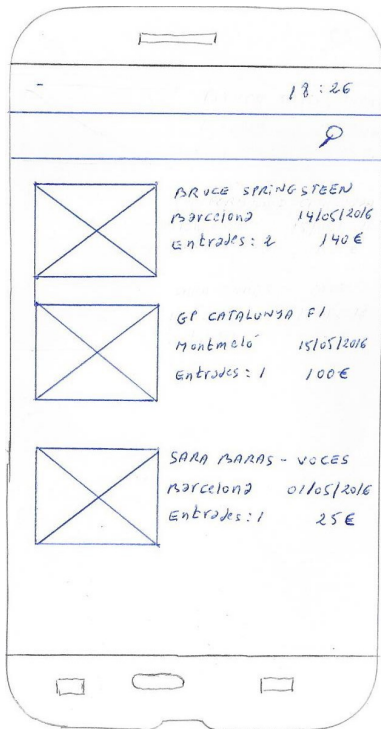 18:26
BRUCE SPRINGSTEEN
Barcelona 14/05/2016
Entrades: 2 140€
GP CATALUNYA F1
Montmeló 15/05/2016
Entrades: 1 100€
SARA BARAS - VOCES
Barcelona 01/05/2016
Entrades: 1 25€